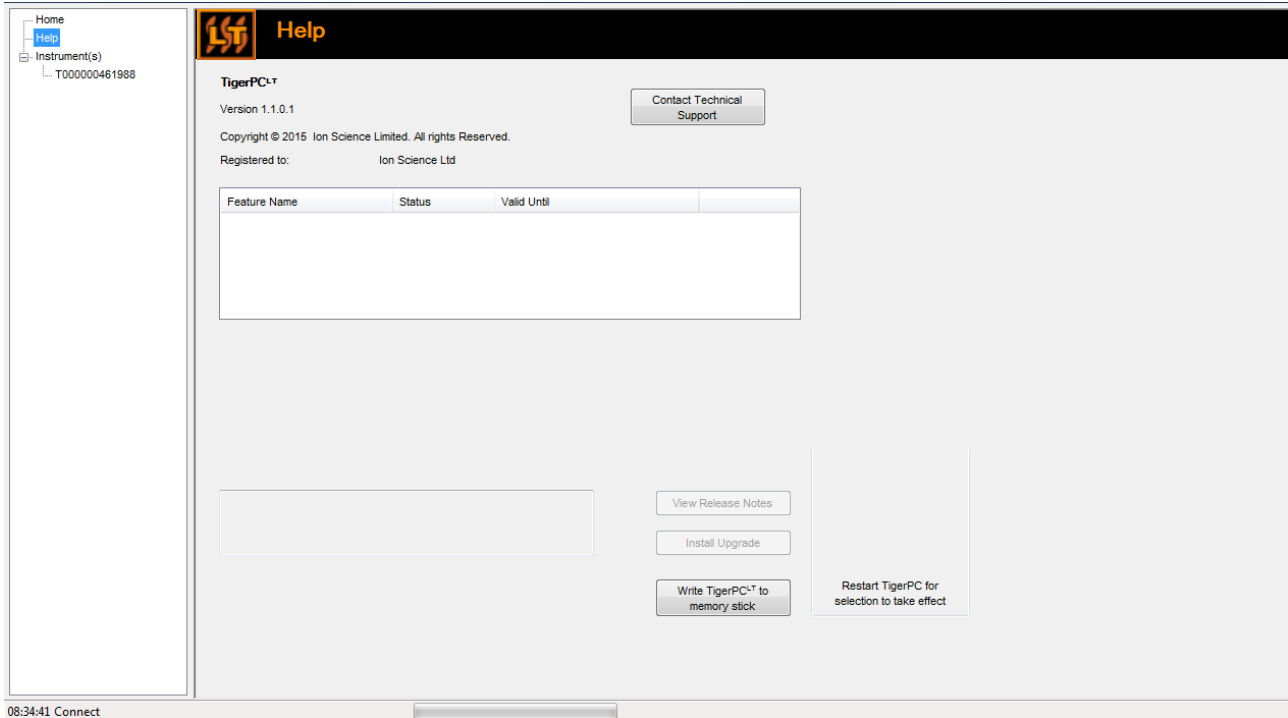 Home
Help
Instrument(s)
T000000461988
LT
Help
TigerPCLT
Version 1.1.0.1
Contact Technical
Support
Copyright © 2015 Ion Science Limited. All rights Reserved.
Registered to: Ion Science Ltd
Feature Name Status Valid Until
View Release Notes
Install Upgrade
Write TigerPCLT to
memory stick
Restart TigerPC for
selection to take effect
08:34:41 Connect